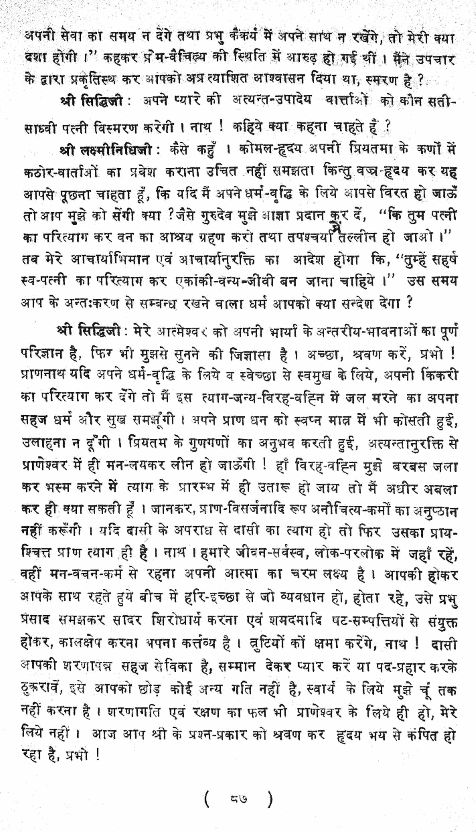 अपनी सेवा का समय न देंगे तथा प्रभु कैंकर्य में अपने साथ न रखेंगे, तो मेरी क्या
दशा होगी ।” कहकर प्रेम-वैचित्र्य की स्थिति में आरुढ़ हो गई थीं । मैंने उपचार
के द्वारा प्रकृतिस्थ कर आपको अप्रत्याशित आश्वासन दिया था, स्मरण है ?
श्री सिद्धिजी : अपने प्यारे की अत्यन्त-उपादेय वार्त्ताओं को कौन सती-
साध्वी पत्नी विस्मरण करेगी । नाथ ! कहिये क्या कहना चाहते हैं ?
श्री लक्ष्मीनिधिजी : कैसे कहूँ । कोमल-हृदय अपनी प्रियतमा के कर्णों में
कठोर-वार्ताओं का प्रवेश कराना उचित नहीं समझता किन्तु वज्र-हृदय कर यह
आपसे पूछना चाहता हूँ, कि यदि मैं अपने धर्म-वृद्धि के लिये आपसे विरत हो जाऊँ
तो आप मुझे कोसेंगी क्या ? जैसे गुरुदेव मुझे आज्ञा प्रदान कर दें, “कि तुम पत्नी
का परित्याग कर वन का आश्रय ग्रहण करो तथा तपश्चर्या में तल्लीन हो जाओ ।”
तब मेरे आचार्याभिमान एवं आचार्यानुरक्ति का आदेश होगा कि, “तुम्हें सहर्ष
स्व-पत्नी का परित्याग कर एकांकी-वन्य-जीवी बन जाना चाहिये ।” उस समय
आप के अन्तःकरण से सम्बन्ध रखने वाला धर्म आपको क्या सन्देश देगा ?
श्री सिद्धिजी : मेरे आत्मेश्वर को अपनी भार्या के अन्तरीय-भावनाओं का पूर्ण
परिज्ञान है, फिर भी मुझसे सुनने की जिज्ञासा है । अच्छा, श्रवण करें, प्रभो !
प्राणनाथ यदि अपने धर्म-वृद्धि के लिये व स्वेच्छा से स्वमुख के लिये, अपनी किंकरी
का परित्याग कर देंगे तो मैं इस त्याग-जन्य-विरह-वह्नि में जल मरने का अपना
सहज धर्म और सुख समझूँगी । अपने प्राण धन को स्वप्न मात्र में भी कोसती हुई,
उलाहना न दूँगी । प्रियतम के गुणगणों का अनुभव करती हुई, अत्यन्तानुरक्ति से
प्राणेश्वर में ही मन-लयकर लीन हो जाऊँगी ! हाँ विरह-वह्नि मुझे बरबस जला
कर भस्म करने में त्याग के प्रारम्भ में ही उतारू हो जाय तो मैं अधीर अबला
कर ही क्या सकती हूँ । जानकर, प्राण-विसर्जनादि रूप अनौचित्य-कर्मों का अनुष्ठान
नहीं करूँगी । यदि दासी के अपराध से दासी का त्याग हो तो फिर उसका प्राय-
श्चित्त प्राण त्याग ही है । नाथ ! हमारे जीवन-सर्वस्व, लोक-परलोक में जहाँ रहें,
वहीं मन-वचन-कर्म से रहना अपनी आत्मा का चरम लक्ष्य है । आपकी होकर
आपके साथ रहते हुये बीच में हरि-इच्छा से जो व्यवधान हो, होता रहे, उसे प्रभु
प्रसाद समझकर सादर शिरोधार्य करना एवं शमदमादि षट-सम्पत्तियों से संयुक्त
होकर, कालक्षेप करना अपना कर्त्तव्य है । त्रुटियों को क्षमा करेंगे, नाथ ! दासी
आपकी शरणापन्न सहज सेविका है, सम्मान देकर प्यार करें या पद-प्रहार करके
ठुकरावें, इसे आपको छोड़ कोई अन्य गति नहीं है, स्वार्थ के लिये मुझे चूं तक
नहीं करना है । शरणागति एवं रक्षण का फल भी प्राणेश्वर के लिये ही हो, मेरे
लिये नहीं । आज आप श्री के प्रश्न-प्रकार को श्रवण कर हृदय भय से कंपित हो
रहा है, प्रभो !
( ८७ )